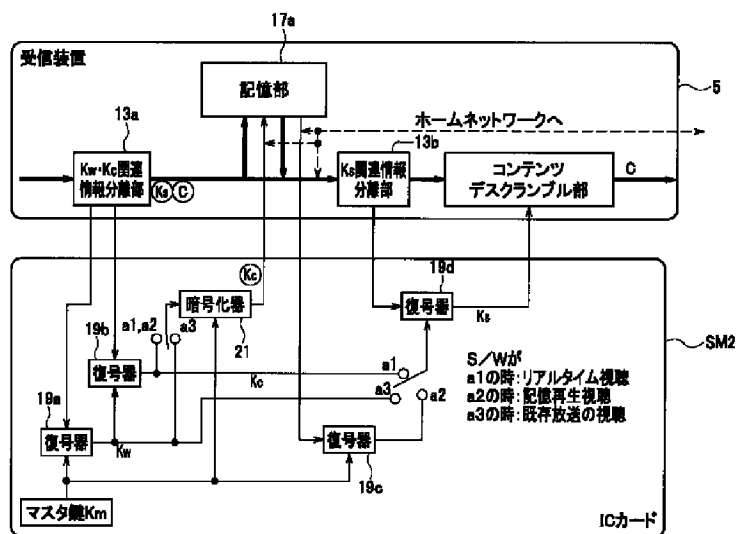 17a
受信装置
記憶部
5
ホームネットワークへ
13a
13b
Kw・Kc関連
情報分離部
Ks
C
Ks関連情報
分離部
コンテンツ
デスクランブル部
C
Kc
19d
暗号化器
復号器
Ks
19b
a1,a2
a3
21
SM2
復号器
Kc
a1
a3
a2
S/Wが
a1の時:リアルタイム視聴
a2の時:記憶再生視聴
a3の時:既存放送の視聴
19a
復号器
Kw
復号器
19c
マスタ鍵Km
ICカード